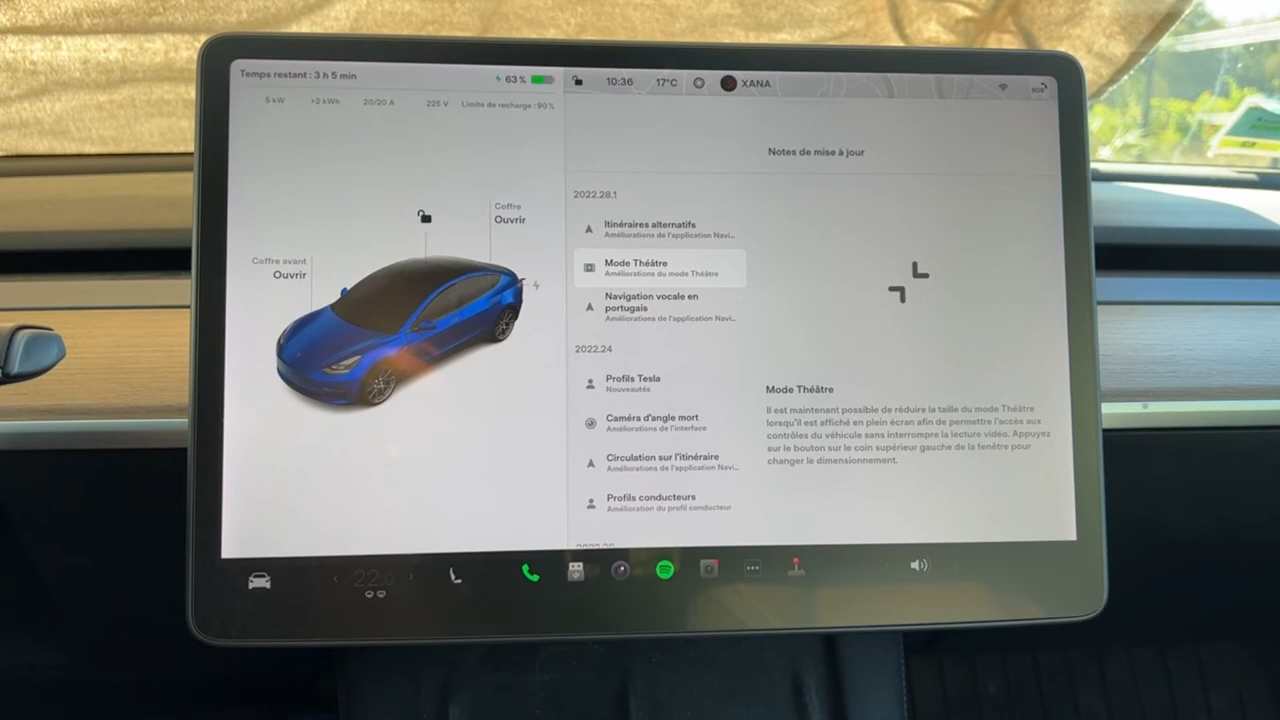 Temps restant : 3 h 5 min
63 %
5 kW
+2 kWh
20/20 A
225 V
Limite de recharge : 90 %
10:36
17°C
XANA
SOS
Coffre
Ouvrir
Coffre avant
Ouvrir
Notes de mise à jour
2022.28.1
Itinéraires alternatifs
Améliorations de l'application Navi...
Mode Théâtre
Améliorations du mode Théâtre
Navigation vocale en
portugais
Améliorations de l'application Navi...
2022.24
Profils Tesla
Nouveautés
Caméra d'angle mort
Améliorations de l'interface
Circulation sur l'itinéraire
Améliorations de l'application Navi...
Profils conducteurs
Amélioration du profil conducteur
Mode Théâtre
Il est maintenant possible de réduire la taille du mode Théâtre
lorsqu'il est affiché en plein écran afin de permettre l'accès aux
contrôles du véhicule sans interrompre la lecture vidéo. Appuyez
sur le bouton sur le coin supérieur gauche de la fenêtre pour
changer le dimensionnement.
22.0